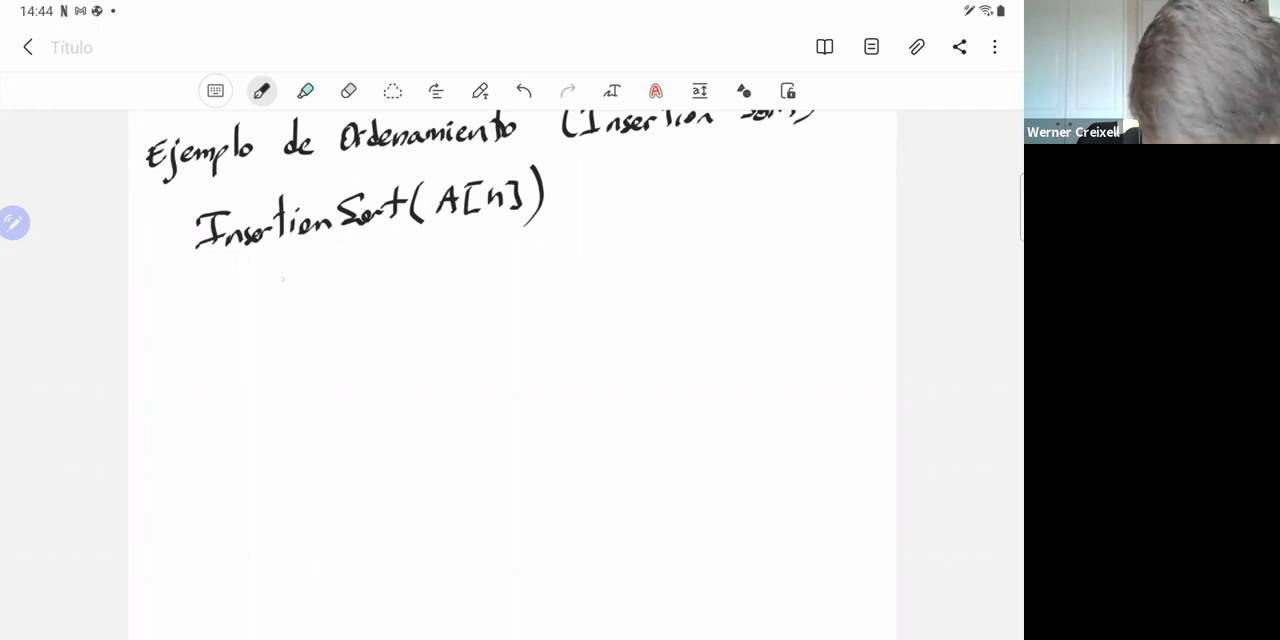 14:44
Título
Ejemplo de Ordenamiento (Insertion Sort)
InsertionSort(A[n])
Werner Creixell